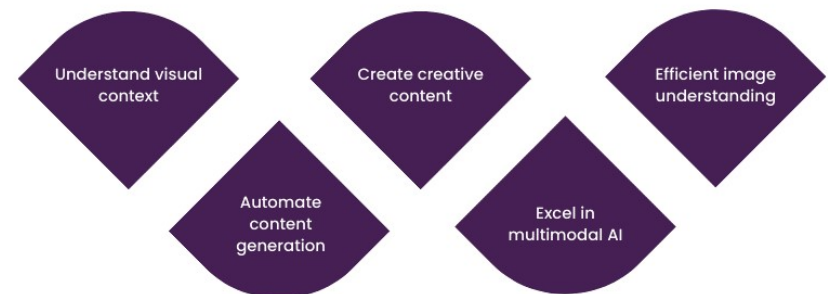 Understand visual
context
Create creative
content
Efficient image
understanding
Automate
content
generation
Excel in
multimodal AI